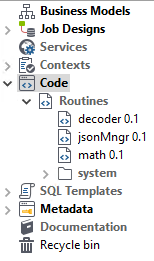 Business Models
Job Designs
Services
Contexts
Code
Routines
decoder 0.1
jsonMngr 0.1
math 0.1
system
SQL Templates
Metadata
Documentation
Recycle bin